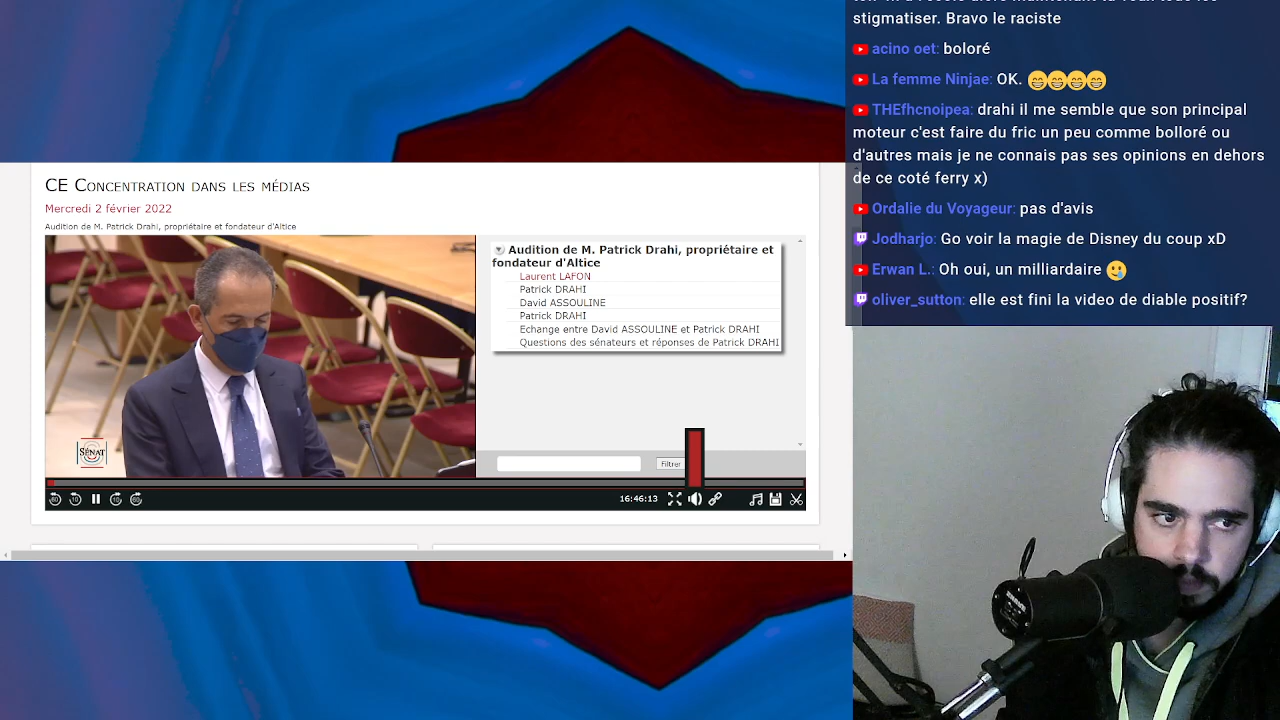 CE CONCENTRATION DANS LES MÉDIAS
Mercredi 2 février 2022
Audition de M. Patrick Drahi, propriétaire et fondateur d'Altice
SÉNAT
Audition de M. Patrick Drahi, propriétaire et
fondateur d'Altice
Laurent LAFON
Patrick DRAHI
David ASSOULINE
Patrick DRAHI
Echange entre David ASSOULINE et Patrick DRAHI
Questions des sénateurs et réponses de Patrick DRAHI
Filtrer
16:46:13
stigmatiser. Bravo le raciste
acino oet: boloré
La femme Ninjae: OK. 😁😁😁😁
THEfhcnoipea: drahi il me semble que son principal
moteur c'est faire du fric un peu comme bolloré ou
d'autres mais je ne connais pas ses opinions en dehors
de ce coté ferry x)
Ordalie du Voyageur: pas d'avis
Jodharjo: Go voir la magie de Disney du coup xD
Erwan L.: Oh oui, un milliardaire 🥲
oliver_sutton: elle est fini la video de diable positif?